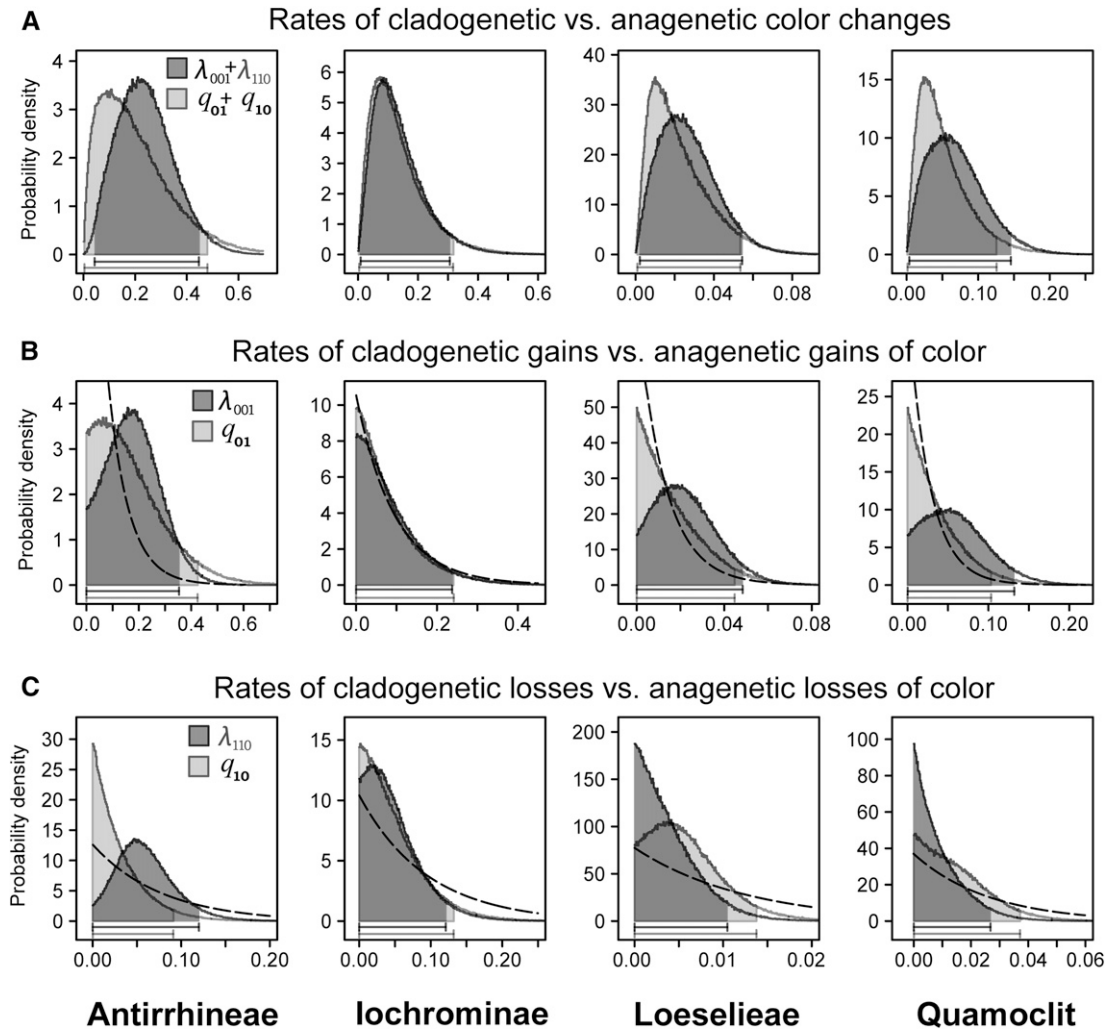 A Rates of cladogenetic vs. anagenetic color changes
Probability density
4
3
2
1
0
λ001+λ110
q01+ q10
0.0 0.2 0.4 0.6
6
5
4
3
2
1
0
0.0 0.2 0.4 0.6
40
30
20
10
0
0.00 0.04 0.08
15
10
5
0
0.00 0.10 0.20
B Rates of cladogenetic gains vs. anagenetic gains of color
Probability density
4
3
2
1
0
λ001
q01
0.0 0.2 0.4 0.6
10
8
6
4
2
0
0.0 0.2 0.4
50
40
30
20
10
0
0.00 0.04 0.08
25
20
15
10
5
0
0.00 0.10 0.20
C Rates of cladogenetic losses vs. anagenetic losses of color
Probability density
30
25
20
15
10
5
0
λ110
q10
0.00 0.10 0.20
15
10
5
0
0.00 0.10 0.20
200
150
100
50
0
0.00 0.01 0.02
100
80
60
40
20
0
0.00 0.02 0.04 0.06
Antirrhineae Iochrominae Loeselieae Quamoclit